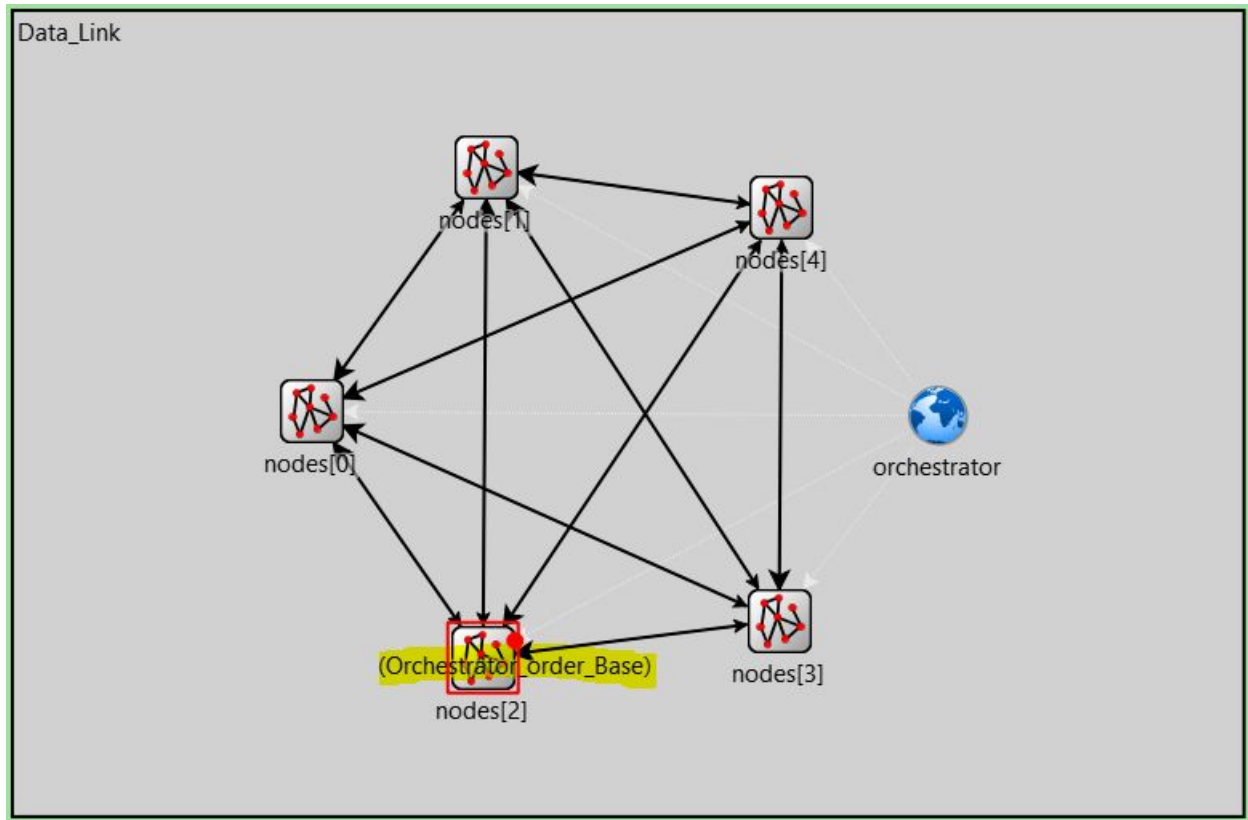 Data_Link
nodes[1]
nodes[4]
nodes[0]
orchestrator
(Orchestrator_order_Base)
nodes[3]
nodes[2]